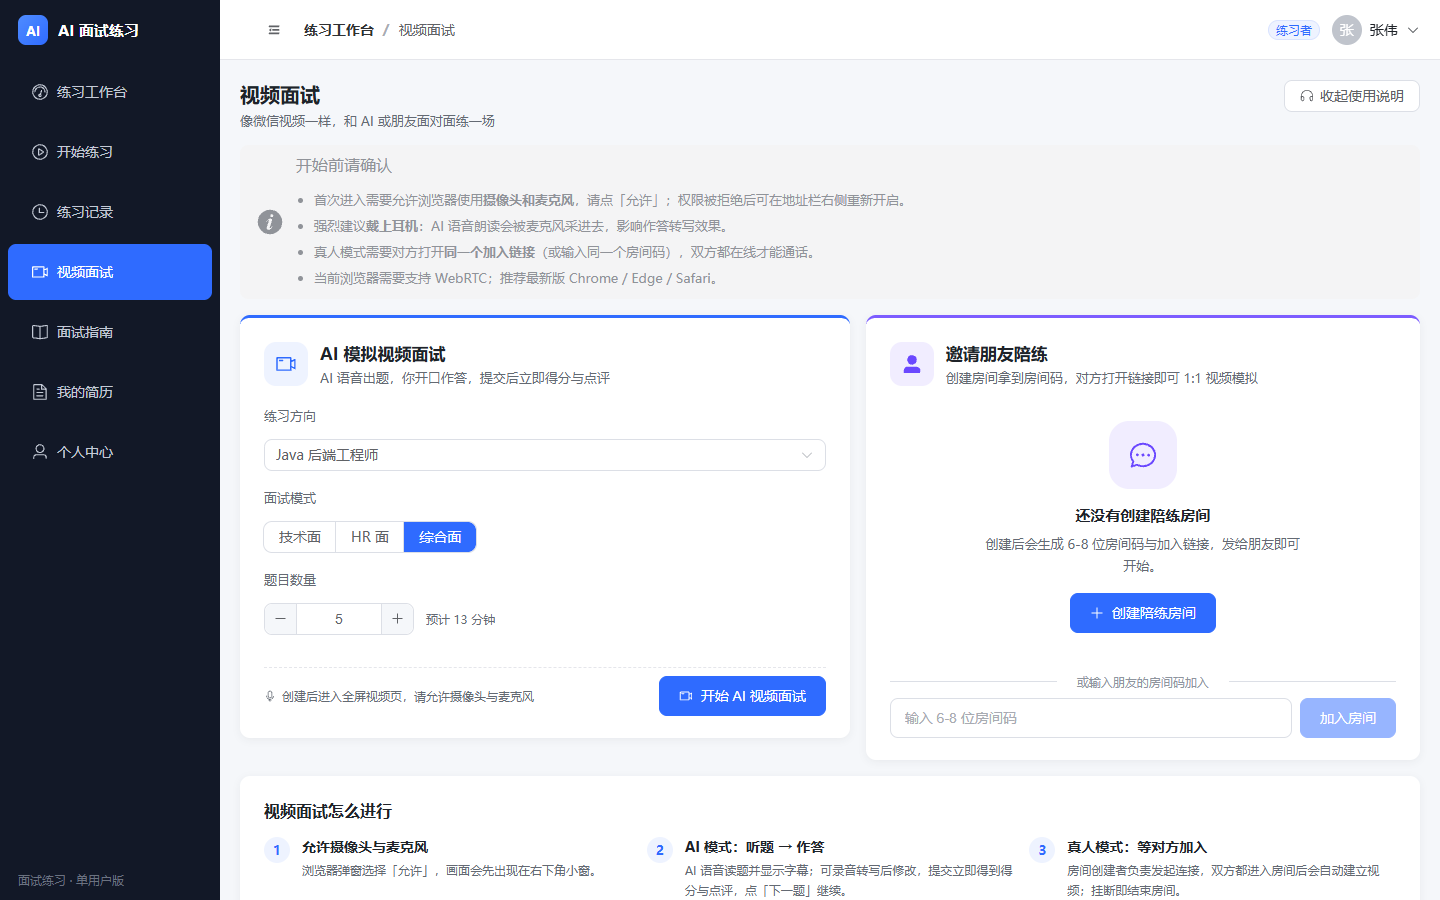 AI
AI 面试练习
练习工作台
开始练习
练习记录
视频面试
面试指南
我的简历
个人中心
面试练习 · 单用户版
练习工作台 / 视频面试
练习者
张
张伟
视频面试
像微信视频一样，和 AI 或朋友面对面练一场
收起使用说明
开始前请确认
首次进入需要允许浏览器使用摄像头和麦克风，请点「允许」；权限被拒绝后可在地址栏右侧重新开启。
强烈建议戴上耳机：AI 语音朗读会被麦克风采进去，影响作答转写效果。
真人模式需要对方打开同一个加入链接（或输入同一个房间码），双方都在线才能通话。
当前浏览器需要支持 WebRTC；推荐最新版 Chrome / Edge / Safari。
AI 模拟视频面试
AI 语音出题，你开口作答，提交后立即得分与点评
练习方向
Java 后端工程师
面试模式
技术面
HR 面
综合面
题目数量
5
预计 13 分钟
创建后进入全屏视频页，请允许摄像头与麦克风
开始 AI 视频面试
邀请朋友陪练
创建房间拿到房间码，对方打开链接即可 1:1 视频模拟
还没有创建陪练房间
创建后会生成 6-8 位房间码与加入链接，发给朋友即可
开始。
创建陪练房间
或输入朋友的房间码加入
输入 6-8 位房间码
加入房间
视频面试怎么进行
1
允许摄像头与麦克风
浏览器弹窗选择「允许」，画面会先出现在右下角小窗。
2
AI 模式：听题 → 作答
AI 语音读题并显示字幕；可录音转写后修改，提交立即得到得
分与点评，点「下一题」继续。
3
真人模式：等对方加入
房间创建者负责发起连接，双方都进入房间后会自动建立视
频；挂断即结束房间。